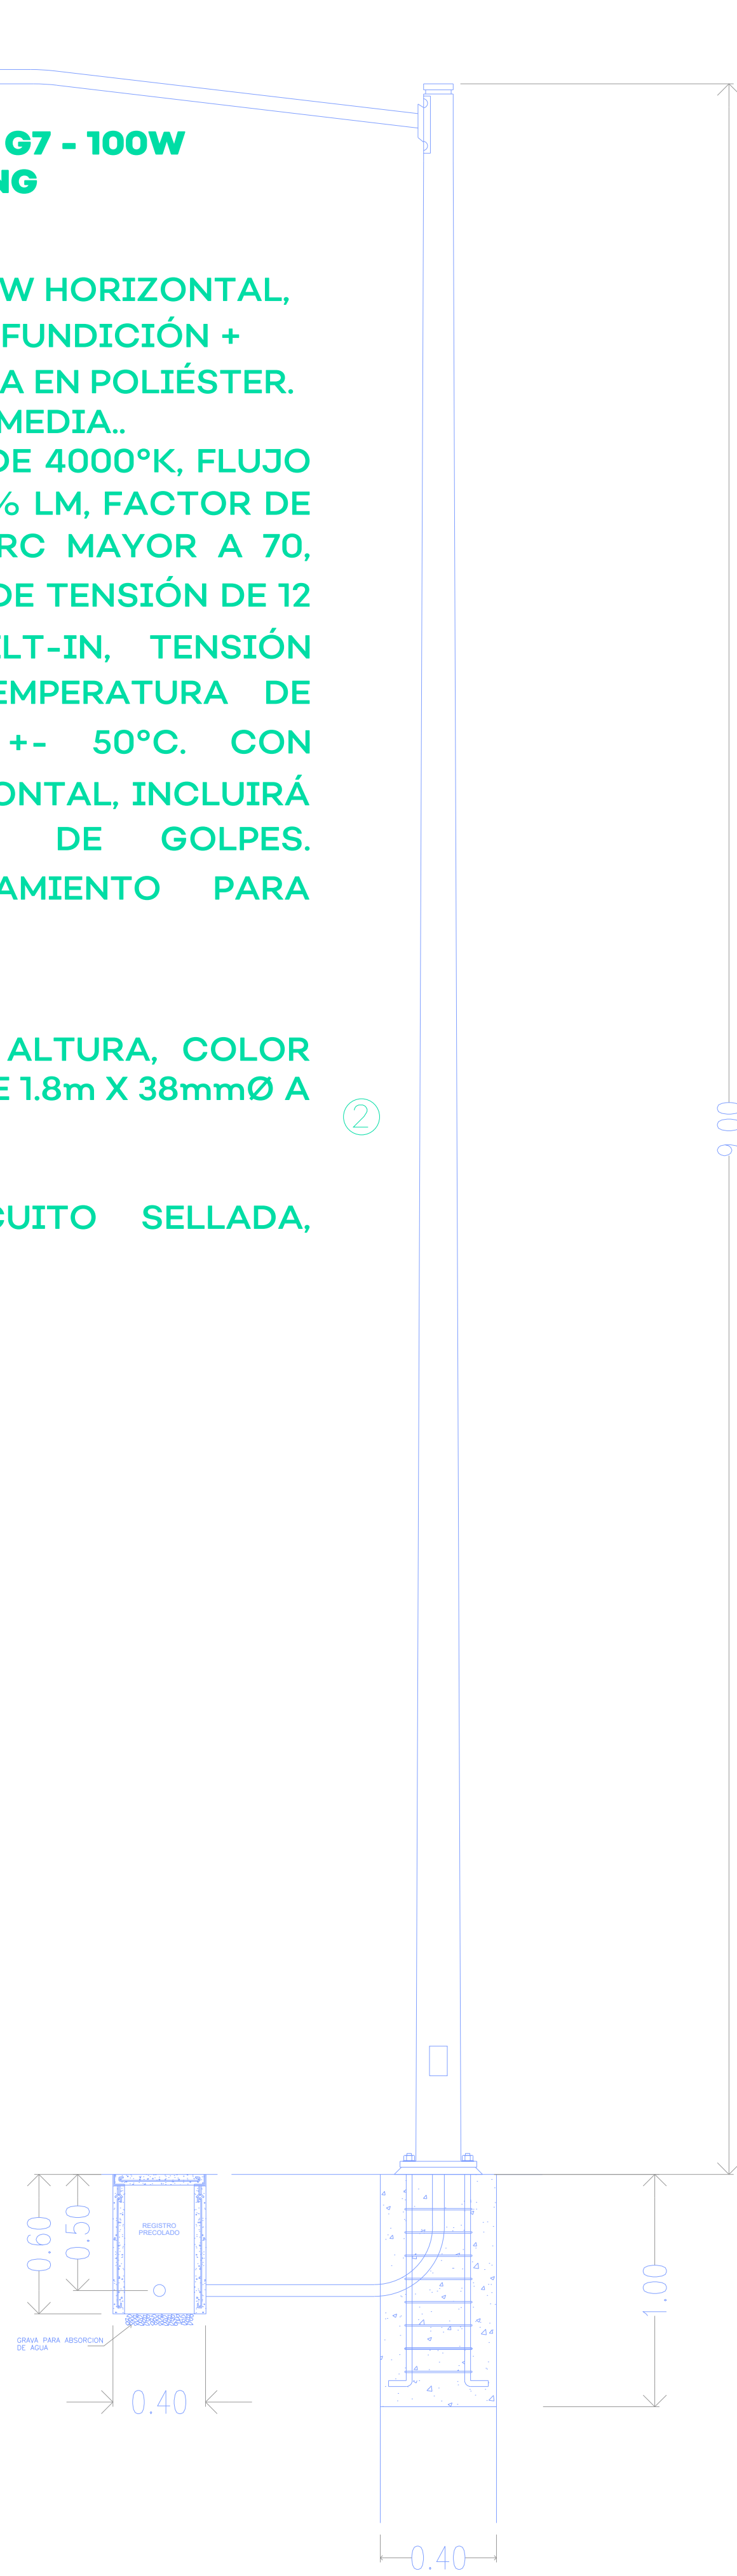 G7 - 100W
NG
W HORIZONTAL,
FUNDICIÓN +
A EN POLIÉSTER.
MEDIA..
DE 4000°K, FLUJO
% LM, FACTOR DE
RC MAYOR A 70,
DE TENSIÓN DE 12
ILT-IN, TENSIÓN
EMPERATURA DE
+- 50°C. CON
ONTAL, INCLUIRÁ
DE GOLPES.
AMIENTO PARA
ALTURA, COLOR
E 1.8m X 38mmØ A
2
9.00
CUITO SELLADA,
REGISTRO
PRECOLADO
0.60
0.50
1.00
GRAVA PARA ABSORCION
DE AGUA
0.40
0.40